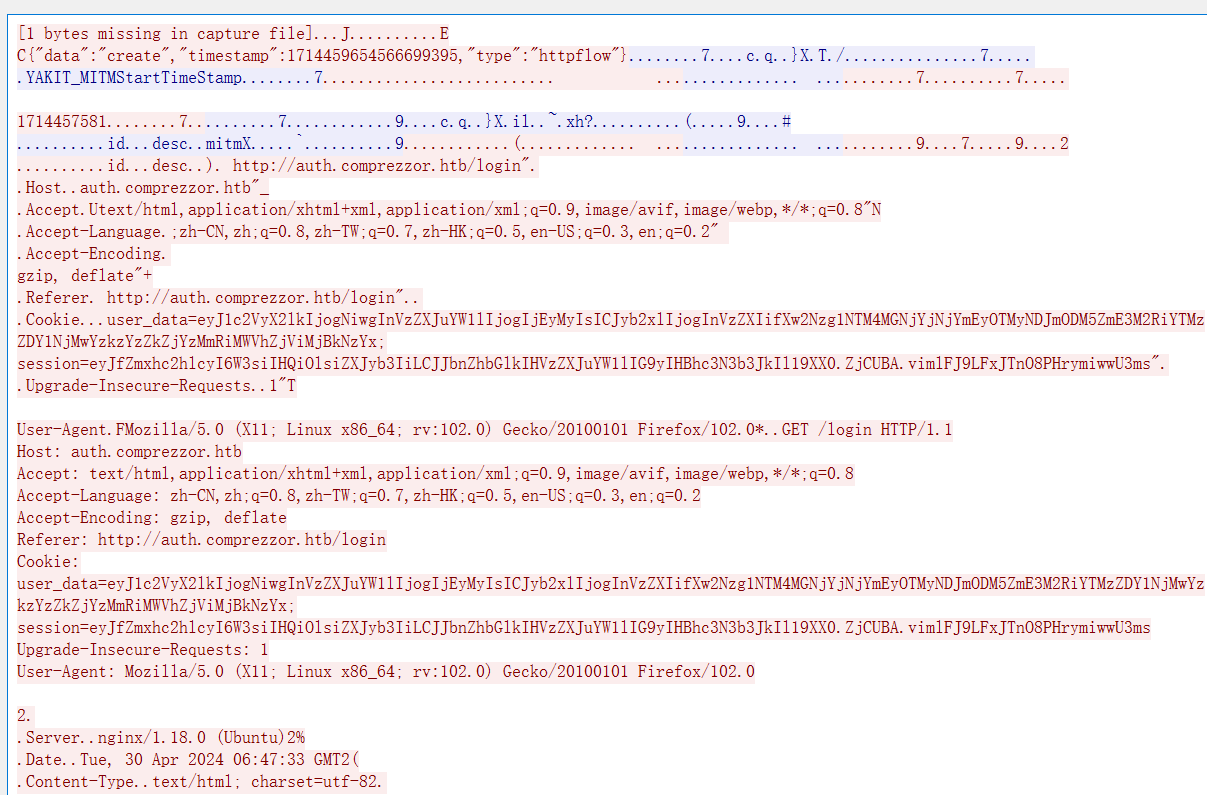 [1 bytes missing in capture file]...J..........E
C{"data":"create","timestamp":1714459654566699395,"type":"httpflow"}........7....c.q..}X.T./...............7.....
.YAKIT_MITMStartTimeStamp........7.......................... ................ ...........7..........7.....
1714457581........7..........7............9....c.q..}X.il..~.xh?..........(.....9....#
..........id...desc..mitmX.....`..........9............(............. ................ ...........9....7.....9....2
..........id...desc..). http://auth.comprezzor.htb/login".
.Host..auth.comprezzor.htb"_
.Accept.Utext/html,application/xhtml+xml,application/xml;q=0.9,image/avif,image/webp,*/*;q=0.8"N
.Accept-Language.;zh-CN,zh;q=0.8,zh-TW;q=0.7,zh-HK;q=0.5,en-US;q=0.3,en;q=0.2"
.Accept-Encoding.
gzip, deflate"+
.Referer. http://auth.comprezzor.htb/login"..
.Cookie...user_data=eyJ1c2VyX2lkIjogNiwgInVzZXJuYW1lIjogIjEyMyIsICJyb2xlIjogInVzZXIifXw2Nzg1NTM4MGNjYjNjYmEyOTMyNDJmODM5ZmE3M2RiYTMz
ZDY1NjMwYzkzYzZkZjYzMmRiMWVhZjViMjBkNzYx;
session=eyJfZmxhc2hlcyI6W3siIHQiOlsiZXJyb3IiLCJJbnZhbGlkIHVzZXJuYW1lIG9yIHBhc3N3b3JkIl19XX0.ZjCUBA.vimlFJ9LFxJTnO8PHrymiwwU3ms".
.Upgrade-Insecure-Requests..1"T
User-Agent.FMozilla/5.0 (X11; Linux x86_64; rv:102.0) Gecko/20100101 Firefox/102.0*..GET /login HTTP/1.1
Host: auth.comprezzor.htb
Accept: text/html,application/xhtml+xml,application/xml;q=0.9,image/avif,image/webp,*/*;q=0.8
Accept-Language: zh-CN,zh;q=0.8,zh-TW;q=0.7,zh-HK;q=0.5,en-US;q=0.3,en;q=0.2
Accept-Encoding: gzip, deflate
Referer: http://auth.comprezzor.htb/login
Cookie:
user_data=eyJ1c2VyX2lkIjogNiwgInVzZXJuYW1lIjogIjEyMyIsICJyb2xlIjogInVzZXIifXw2Nzg1NTM4MGNjYjNjYmEyOTMyNDJmODM5ZmE3M2RiYTMzZDY1NjMwYz
kzYzZkZjYzMmRiMWVhZjViMjBkNzYx;
session=eyJfZmxhc2hlcyI6W3siIHQiOlsiZXJyb3IiLCJJbnZhbGlkIHVzZXJuYW1lIG9yIHBhc3N3b3JkIl19XX0.ZjCUBA.vimlFJ9LFxJTnO8PHrymiwwU3ms
Upgrade-Insecure-Requests: 1
User-Agent: Mozilla/5.0 (X11; Linux x86_64; rv:102.0) Gecko/20100101 Firefox/102.0
2.
.Server..nginx/1.18.0 (Ubuntu)2%
.Date..Tue, 30 Apr 2024 06:47:33 GMT2(
.Content-Type..text/html; charset=utf-82.